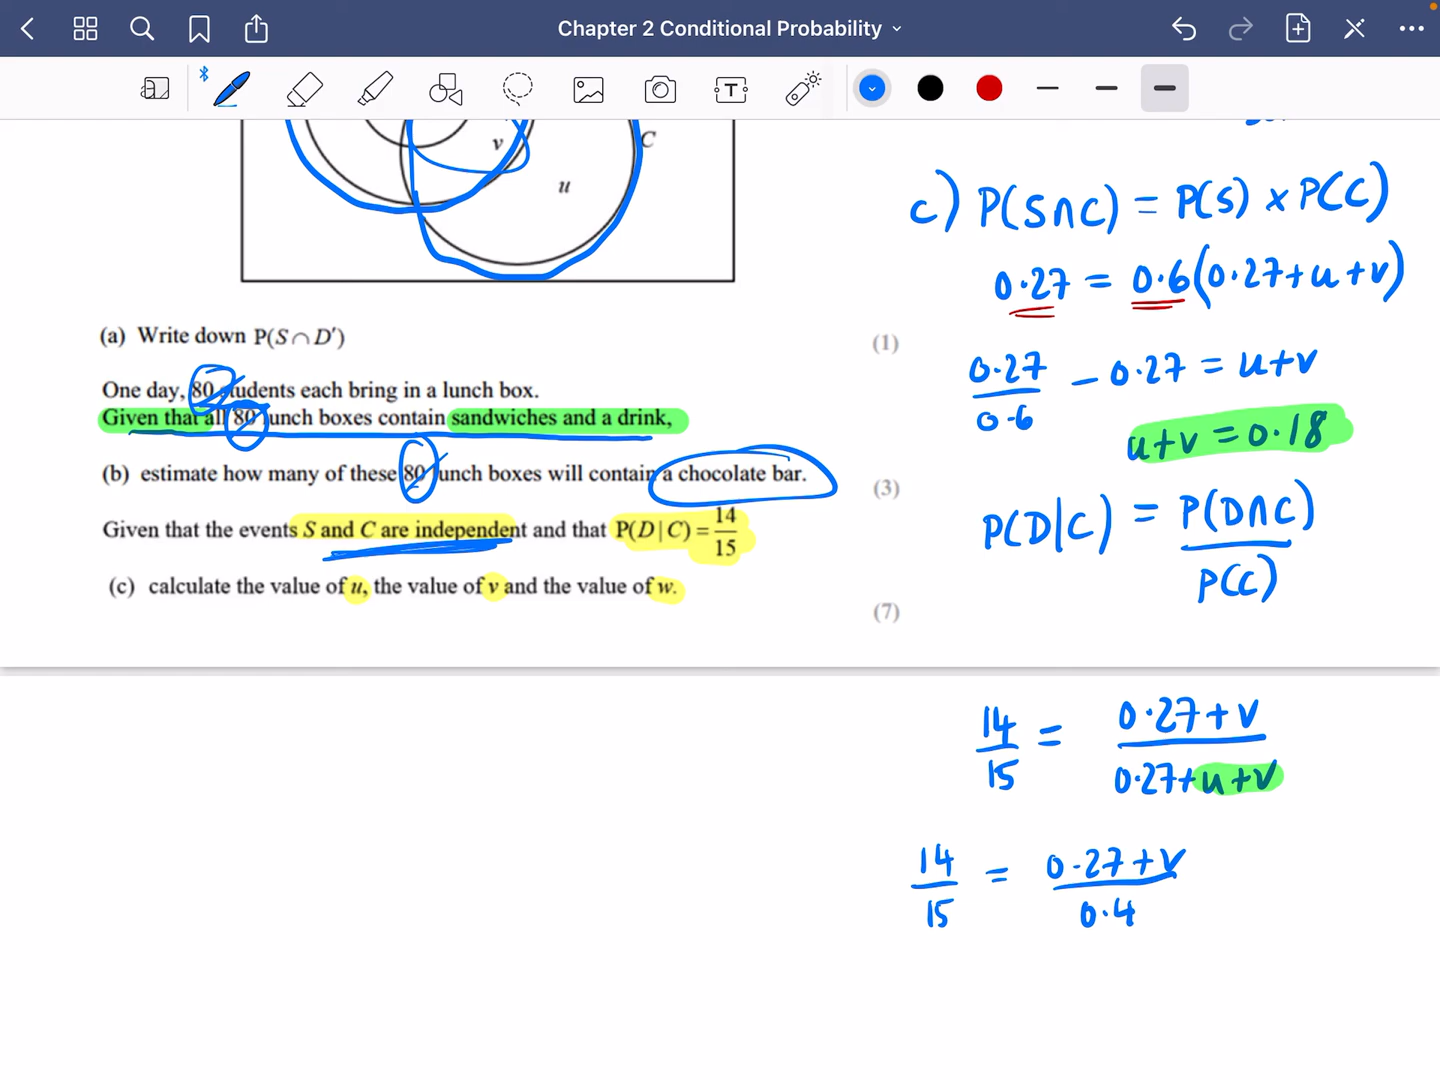 Chapter 2 Conditional Probability
v
C
u
(a) Write down P(S ∩ D′)
(1)
One day, 80 students each bring in a lunch box.
Given that all 80 lunch boxes contain sandwiches and a drink,
(b) estimate how many of these 80 lunch boxes will contain a chocolate bar.
(3)
Given that the events S and C are independent and that P(D | C) = 14/15
(c) calculate the value of u, the value of v and the value of w.
(7)
c) P(S∩C) = P(S) × P(C)
0.27 = 0.6(0.27+u+v)
0.27/0.6 - 0.27 = u+v
u+v = 0.18
P(D|C) = P(D∩C)/P(C)
14/15 = 0.27+v/0.27+u+v
14/15 = 0.27+v/0.4